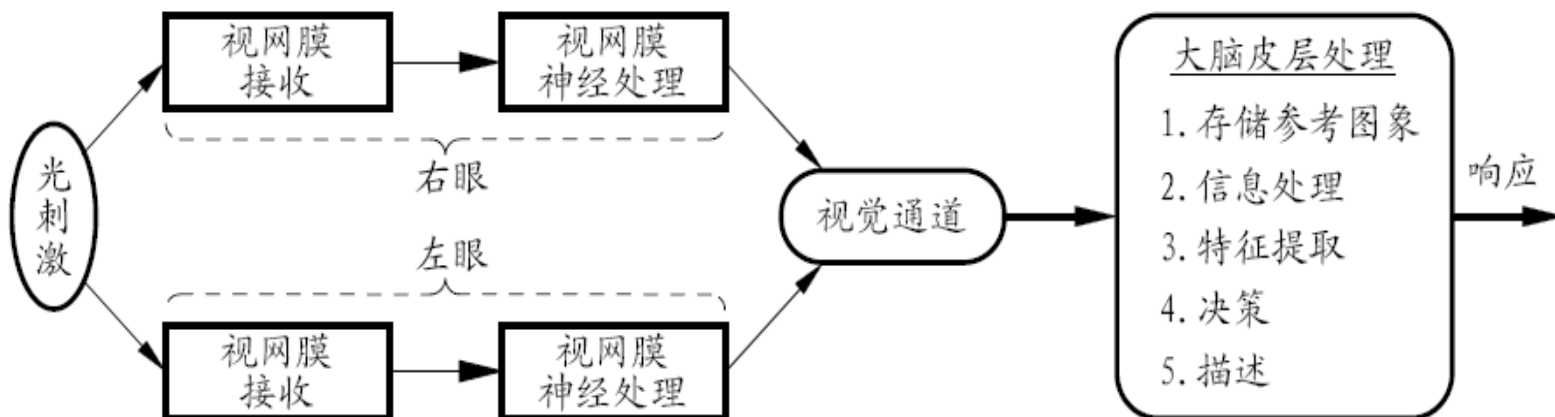 光
刺
激
视网膜
接收
视网膜
神经处理
右眼
左眼
视网膜
接收
视网膜
神经处理
视觉通道
大脑皮层处理
1. 存储参考图象
2. 信息处理
3. 特征提取
4. 决策
5. 描述
响应